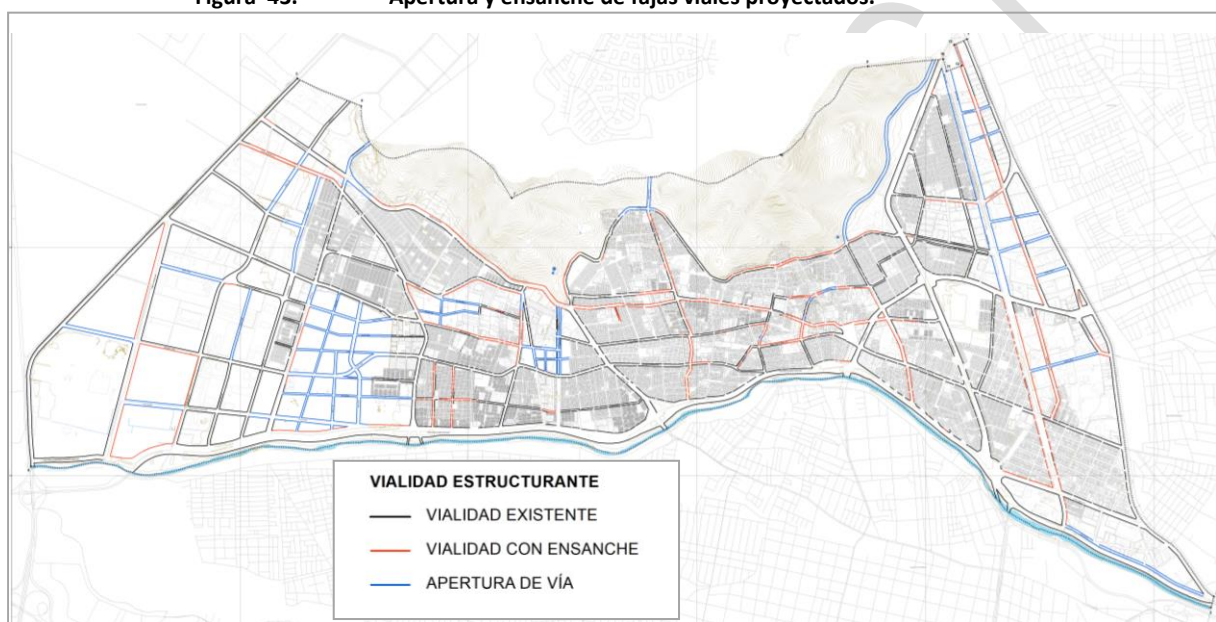 Figura 43. Apertura y ensanche de fajas viales proyectados.
VIALIDAD ESTRUCTURANTE
VIALIDAD EXISTENTE
VIALIDAD CON ENSANCHE
APERTURA DE VÍA